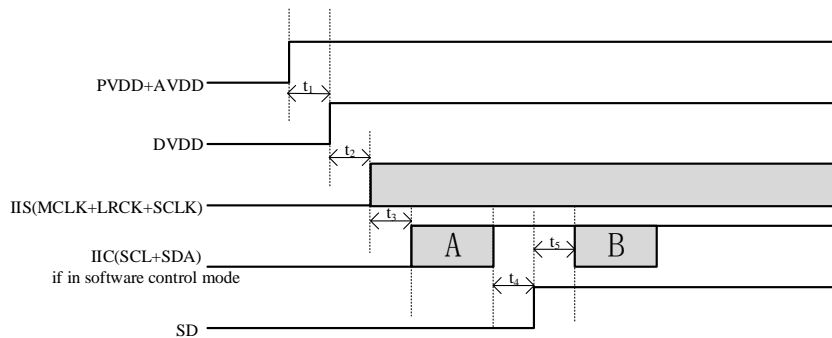 PVDD+AVDD
t₁
DVDD
t₂
IIS(MCLK+LRCK+SCLK)
t₃
IIC(SCL+SDA)
if in software control mode
A
t₅
B
t₄
SD